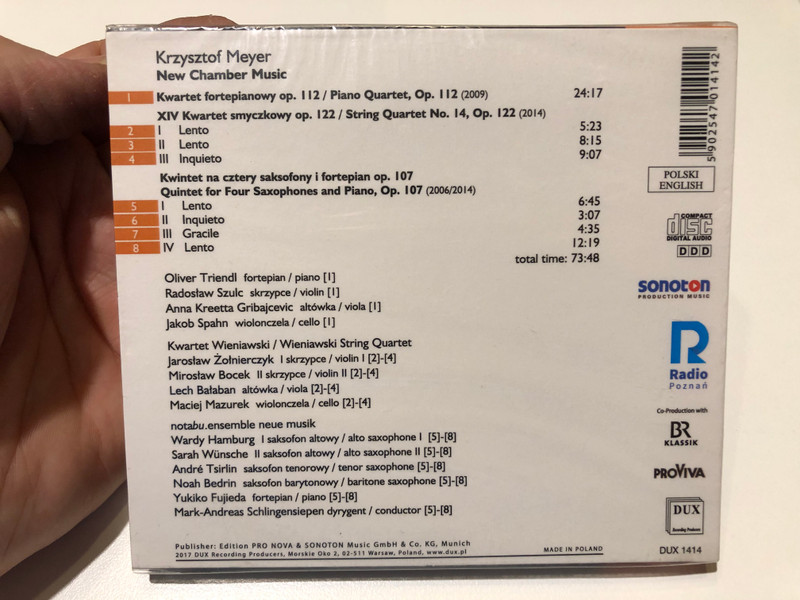 Krzysztof Meyer
New Chamber Music
1 Kwartet fortepianowy op. 112 / Piano Quartet, Op. 112 (2009) 24:17
XIV Kwartet smyczkowy op. 122 / String Quartet No. 14, Op. 122 (2014)
2 I Lento 5:23
3 II Lento 8:15
4 III Inquieto 9:07
Kwintet na cztery saksofony i fortepian op. 107
Quintet for Four Saxophones and Piano, Op. 107 (2006/2014)
5 I Lento 6:45
6 II Inquieto 3:07
7 III Gracile 4:35
8 IV Lento 12:19
total time: 73:48
Oliver Triendl fortepian / piano [1]
Radosław Szulc skrzypce / violin [1]
Anna Kreetta Gribajcevic altówka / viola [1]
Jakob Spahn wiolonczela / cello [1]
Kwartet Wieniawski / Wieniawski String Quartet
Jarosław Żołnierczyk I skrzypce / violin I [2]-[4]
Mirosław Bocek II skrzypce / violin II [2]-[4]
Lech Bałaban altówka / viola [2]-[4]
Maciej Mazurek wiolonczela / cello [2]-[4]
notabu.ensemble neue musik
Wardy Hamburg I saksofon altowy / alto saxophone I [5]-[8]
Sarah Wünsche II saksofon altowy / alto saxophone II [5]-[8]
André Tsirlin saksofon tenorowy / tenor saxophone [5]-[8]
Noah Bedrin saksofon barytonowy / baritone saxophone [5]-[8]
Yukiko Fujieda fortepian / piano [5]-[8]
Mark-Andreas Schlingensiepen dyrygent / conductor [5]-[8]
Publisher: Edition PRO NOVA & SONOTON Music GmbH & Co. KG, Munich
2017 DUX Recording Producers, Morskie Oko 2, 02-511 Warsaw, Poland, www.dux.pl
MADE IN POLAND
5 902547 014142
POLSKI
ENGLISH
COMPACT
disc
DIGITAL AUDIO
DDD
sonoton
PRODUCTION MUSIC
R
Radio
Poznań
Co-Production with
BR
KLASSIK
PROVIVA
DUX
Recording Producers
DUX 1414